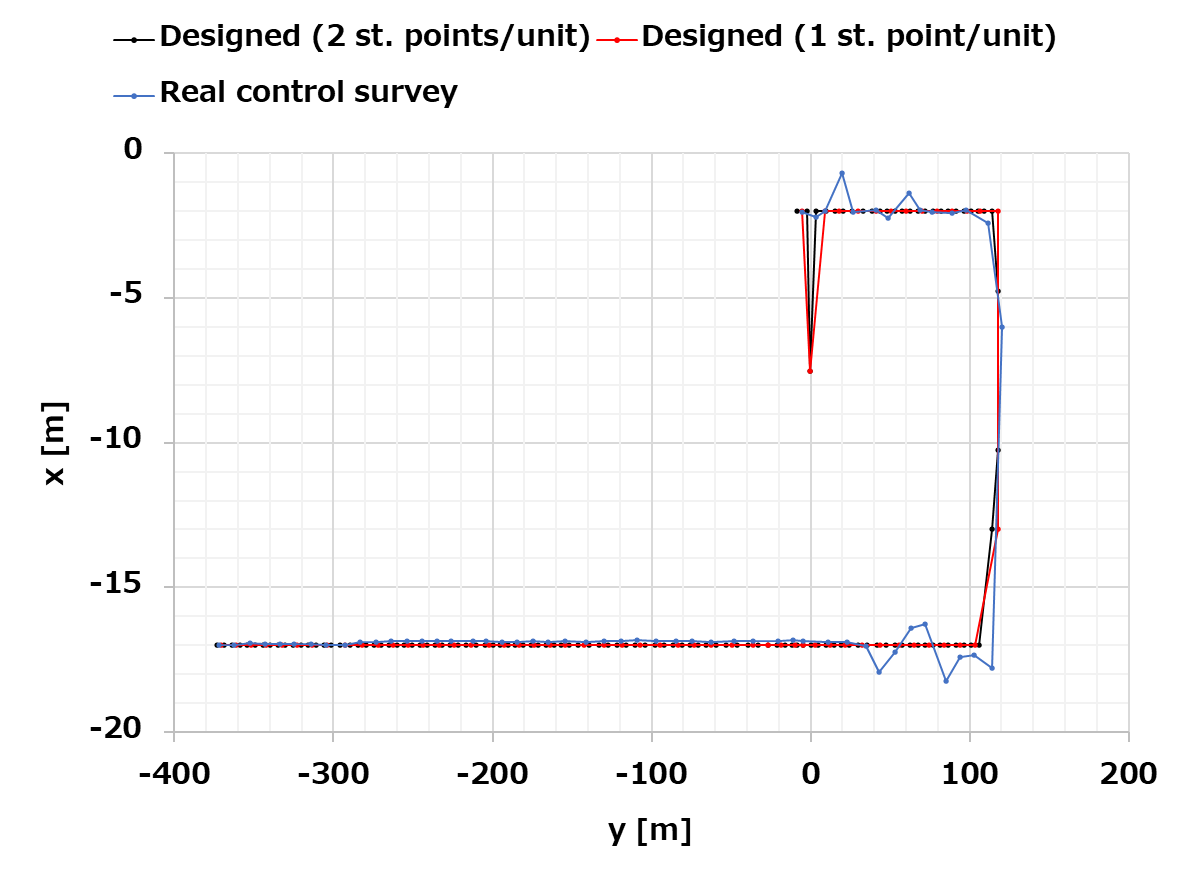 Designed (2 st. points/unit) Designed (1 st. point/unit)
Real control survey
0
-5
-10
-15
-20
x [m]
-400 -300 -200 -100 0 100 200
y [m]